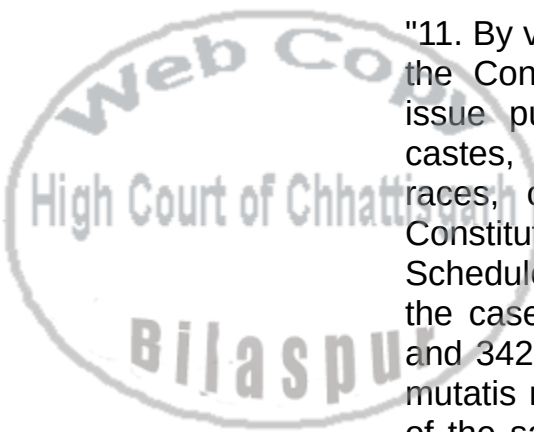 Web Copy
High Court of Chhattisgarh
Bilaspur
"11. By v
the Con
issue pu
castes,
races, c
Constitu
Schedule
the case
and 342
mutatis r
of the sa